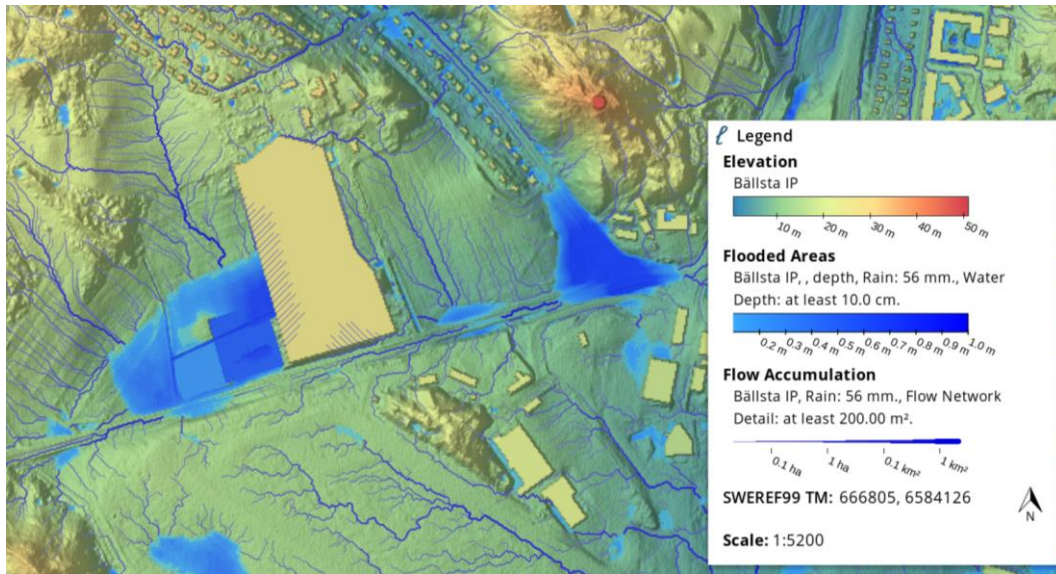 Legend
Elevation
Bällsta IP
10 m 20 m 30 m 40 m 50 m
Flooded Areas
Bällsta IP, , depth, Rain: 56 mm., Water
Depth: at least 10.0 cm.
0.2 m 0.3 m 0.4 m 0.5 m 0.6 m 0.7 m 0.8 m 0.9 m 1.0 m
Flow Accumulation
Bällsta IP, Rain: 56 mm., Flow Network
Detail: at least 200.00 m².
0.1 ha 1 ha 0.1 km² 1 km²
SWEREF99 TM: 666805, 6584126
N
Scale: 1:5200